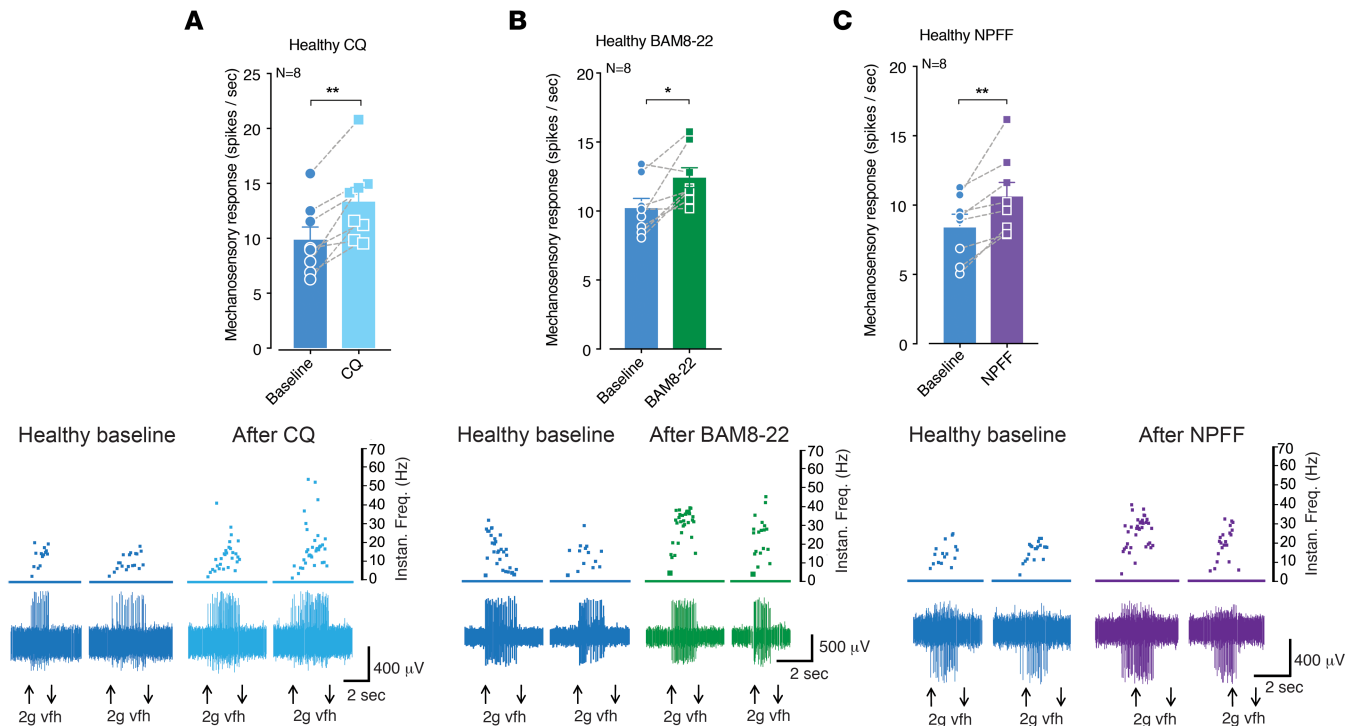 A
Healthy CQ
N=8
**
Mechanosensory response (spikes / sec)
25
20
15
10
5
0
Baseline
CQ
B
Healthy BAM8-22
N=8
*
Mechanosensory response (spikes / sec)
20
15
10
5
0
Baseline
BAM8-22
C
Healthy NPFF
N=8
**
Mechanosensory response (spikes / sec)
20
15
10
5
0
Baseline
NPFF
Healthy baseline
After CQ
70
60
50
40
30
20
10
0
Instan. Freq. (Hz)
400 μV
2 sec
2g vfh
2g vfh
2g vfh
2g vfh
Healthy baseline
After BAM8-22
70
60
50
40
30
20
10
0
Instan. Freq. (Hz)
500 μV
2 sec
2g vfh
2g vfh
2g vfh
2g vfh
Healthy baseline
After NPFF
70
60
50
40
30
20
10
0
Instan. Freq. (Hz)
400 μV
2 sec
2g vfh
2g vfh
2g vfh
2g vfh